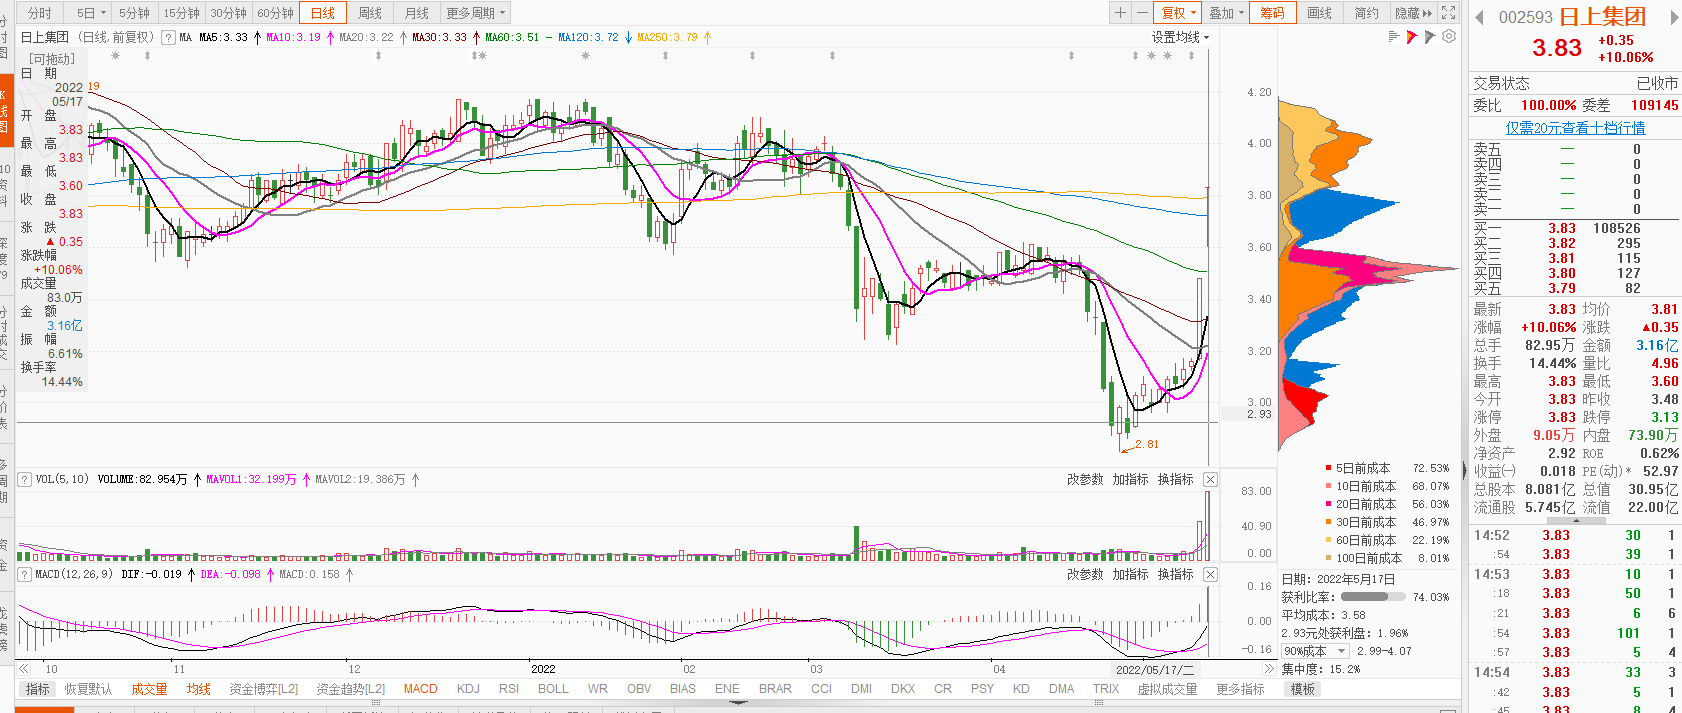 分时 5日 5分钟 15分钟 30分钟 60分钟 日线 周线 月线 更多周期
复权 叠加 筹码 画线 简约 隐藏
日上集团 (日线,前复权) ? MA MA5:3.33 MA10:3.19 MA20:3.22 MA30:3.33 MA60:3.51 MA120:3.72 MA250:3.79
设置均线
[可拖动]
日 期
2022
05/17
开 盘
3.83
最 高
3.83
最 低
3.60
收 盘
3.83
涨 跌
▲ 0.35
涨跌幅
+10.06%
成交量
83.0万
金 额
3.16亿
振 幅
6.61%
换手率
14.44%
19
2.81
4.20
4.00
3.80
3.60
3.40
3.20
3.00
2.93
? VOL(5,10) VOLUME:82.954万 MAVOL1:32.199万 MAVOL2:19.386万
改参数 加指标 换指标
83.00
40.90
0.00
? MACD(12,26,9) DIF:-0.019 DEA:-0.098 MACD:0.158
改参数 加指标 换指标
0.16
0.00
-0.16
10 11 12 2022 02 03 04 2022/05/17/二
指标 恢复默认 成交量 均线 资金博弈[L2] 资金趋势[L2] MACD KDJ RSI BOLL WR OBV BIAS ENE BRAR CCI DMI DKX CR PSY KD DMA TRIX 虚拟成交量 更多指标 模板
5日前成本 72.53%
10日前成本 68.07%
20日前成本 56.03%
30日前成本 46.97%
60日前成本 22.19%
100日前成本 8.01%
日期: 2022年5月17日
获利比率: 74.03%
平均成本: 3.58
2.93元处获利盘: 1.96%
90%成本 2.99-4.07
集中度: 15.2%
002593 日上集团
3.83 +0.35
+10.06%
交易状态 已收市
委比 100.00% 委差 109145
仅需20元查看十档行情
卖五 — 0
卖四 — 0
卖三 — 0
卖二 — 0
卖一 — 0
买一 3.83 108526
买二 3.82 295
买三 3.81 115
买四 3.80 127
买五 3.79 82
最新 3.83 均价 3.81
涨幅 +10.06% 涨跌 ▲0.35
总手 82.95万 金额 3.16亿
换手 14.44% 量比 4.96
最高 3.83 最低 3.60
今开 3.83 昨收 3.48
涨停 3.83 跌停 3.13
外盘 9.05万 内盘 73.90万
净资产 2.92 ROE 0.62%
收益㈠ 0.018 PE(动)* 52.97
总股本 8.081亿 总值 30.95亿
流通股 5.745亿 流值 22.00亿
14:52 3.83 30 1
:54 3.83 39 1
14:53 3.83 10 1
:18 3.83 50 1
:21 3.83 6 6
:54 3.83 101 1
:57 3.83 5 4
14:54 3.83 33 3
:42 3.83 5 1
:45 3.83 8 4